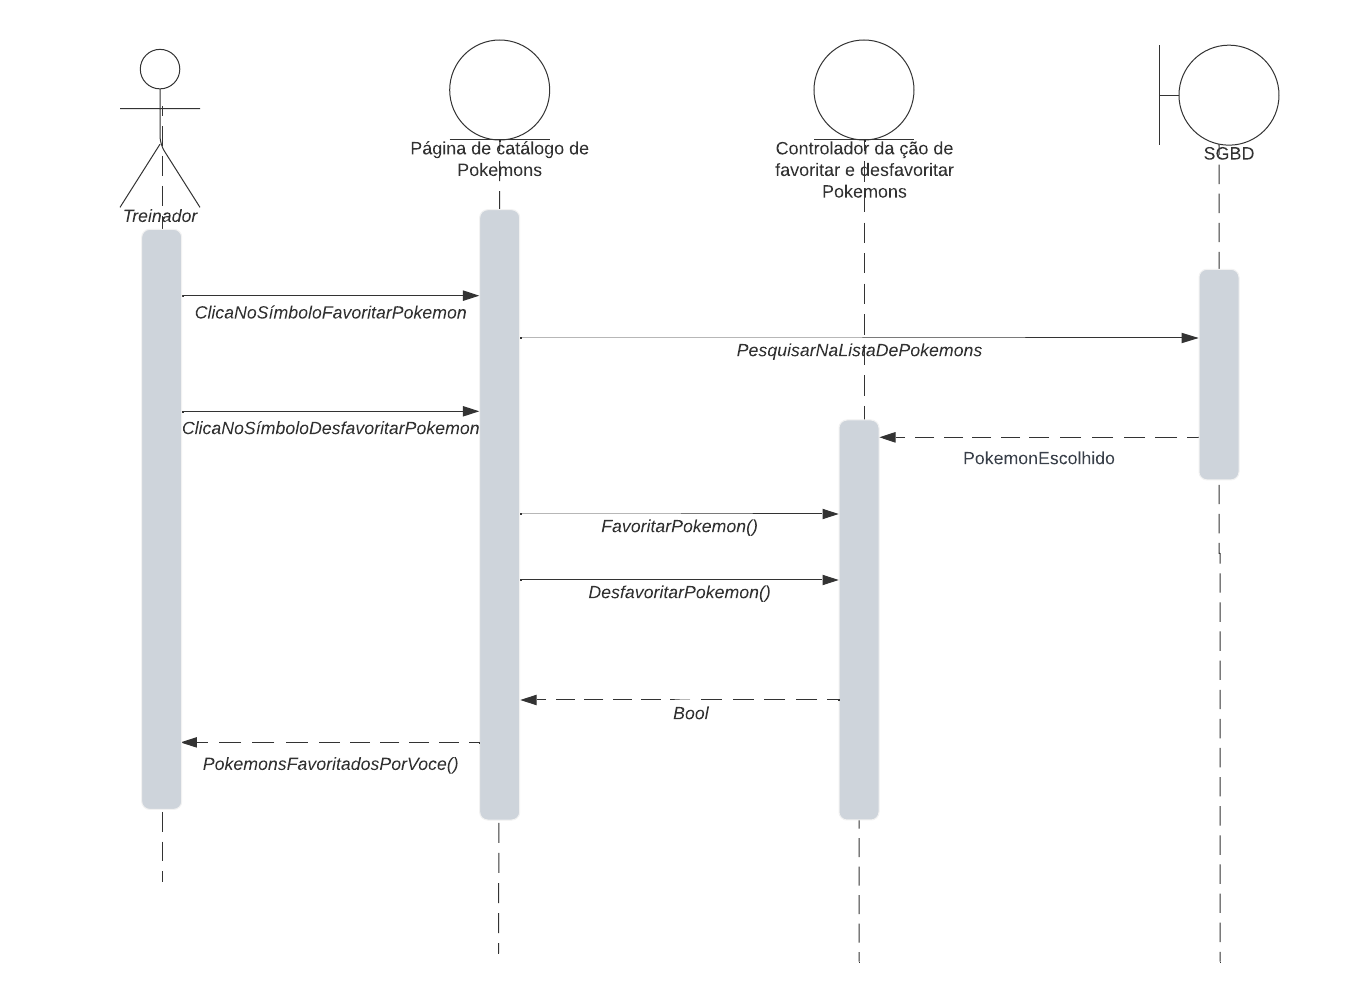 Treinador
Página de catálogo de
Pokemons
Controlador da ção de
favoritar e desfavoritar
Pokemons
SGBD
ClicaNoSímboloFavoritarPokemon
PesquisarNaListaDePokemons
ClicaNoSímboloDesfavoritarPokemon
PokemonEscolhido
FavoritarPokemon()
DesfavoritarPokemon()
Bool
PokemonsFavoritadosPorVoce()